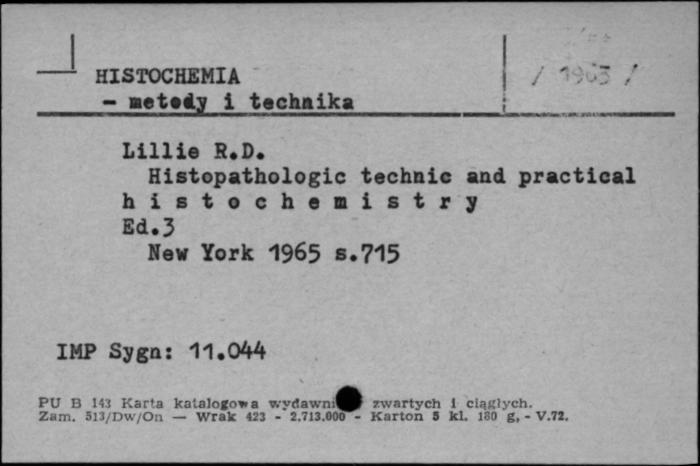 HISTOCHEMIA
/ 1965 /
- metody i technika
Lillie R.D.
Histopathologic technic and practical
h i s t o c h e m i s t r y
Ed.3
New York 1965 s.715
IMP Sygn: 11.044
PU B 143 Karta katalogowa zwartych i ciągłych.
Zam. 513/Dw/On — Wrak 423 - 2.713.000 - Karton 5 kl. 180 g, - V.72.